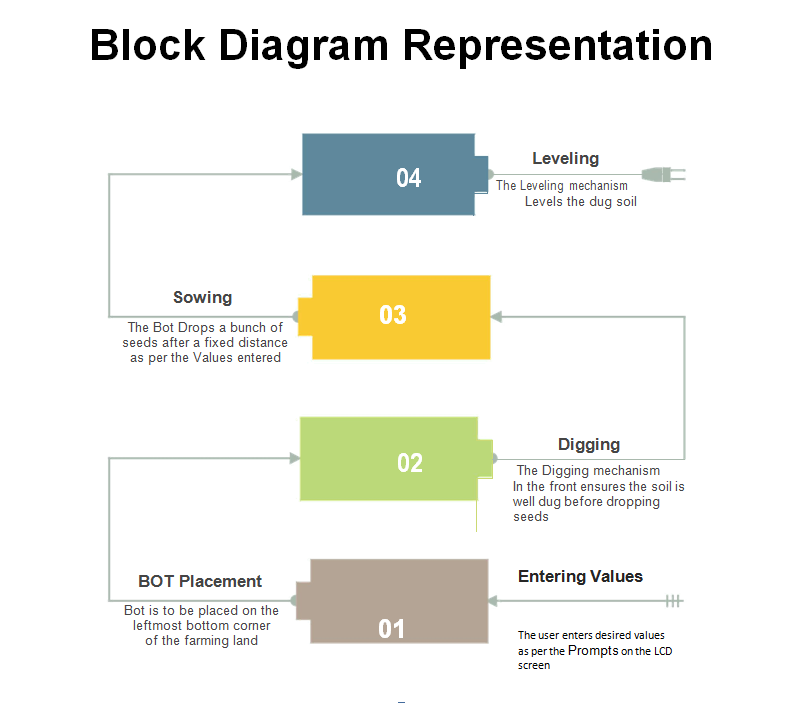 Block Diagram Representation
04
Leveling
The Leveling mechanism
Levels the dug soil
Sowing
The Bot Drops a bunch of
seeds after a fixed distance
as per the Values entered
03
02
Digging
The Digging mechanism
In the front ensures the soil is
well dug before dropping
seeds
BOT Placement
Bot is to be placed on the
leftmost bottom corner
of the farming land
01
Entering Values
The user enters desired values
as per the Prompts on the LCD
screen